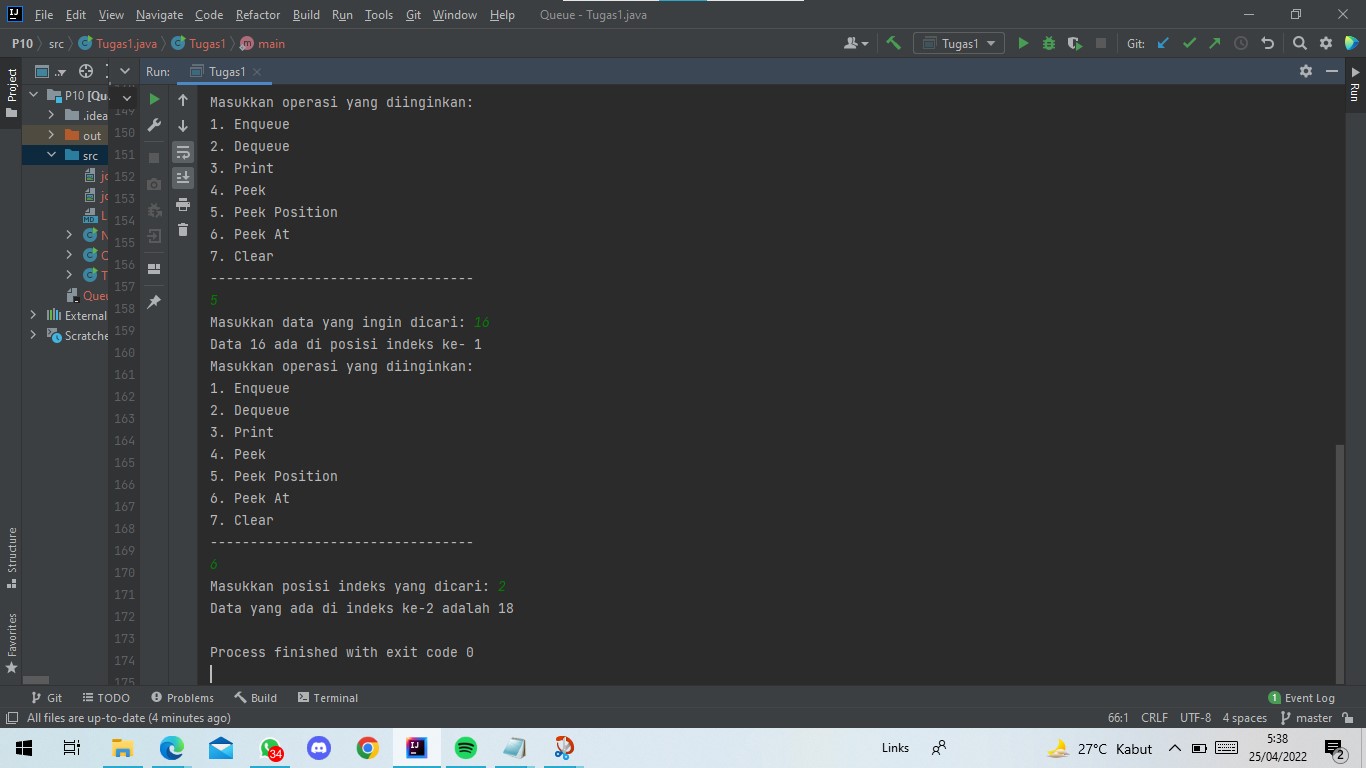 File Edit View Navigate Code Refactor Build Run Tools Git Window Help Queue - Tugas1.java
P10 src Tugas1.java Tugas1 main Tugas1 Git:
Project
Run: Tugas1
Run
P10 [Qu
.idea
out
src
External
Scratche
Structure
Favorites
150
151
152
153
154
155
156
157
158
159
160
161
162
163
164
165
166
167
168
169
170
171
172
173
174
175
Masukkan operasi yang diinginkan:
1. Enqueue
2. Dequeue
3. Print
4. Peek
5. Peek Position
6. Peek At
7. Clear
---------------------------------
5
Masukkan data yang ingin dicari: 16
Data 16 ada di posisi indeks ke- 1
Masukkan operasi yang diinginkan:
1. Enqueue
2. Dequeue
3. Print
4. Peek
5. Peek Position
6. Peek At
7. Clear
---------------------------------
6
Masukkan posisi indeks yang dicari: 2
Data yang ada di indeks ke-2 adalah 18
Process finished with exit code 0
Git TODO Problems Build Terminal 1 Event Log
All files are up-to-date (4 minutes ago) 66:1 CRLF UTF-8 4 spaces master
34 Links 27°C Kabut 5:38
25/04/2022 2